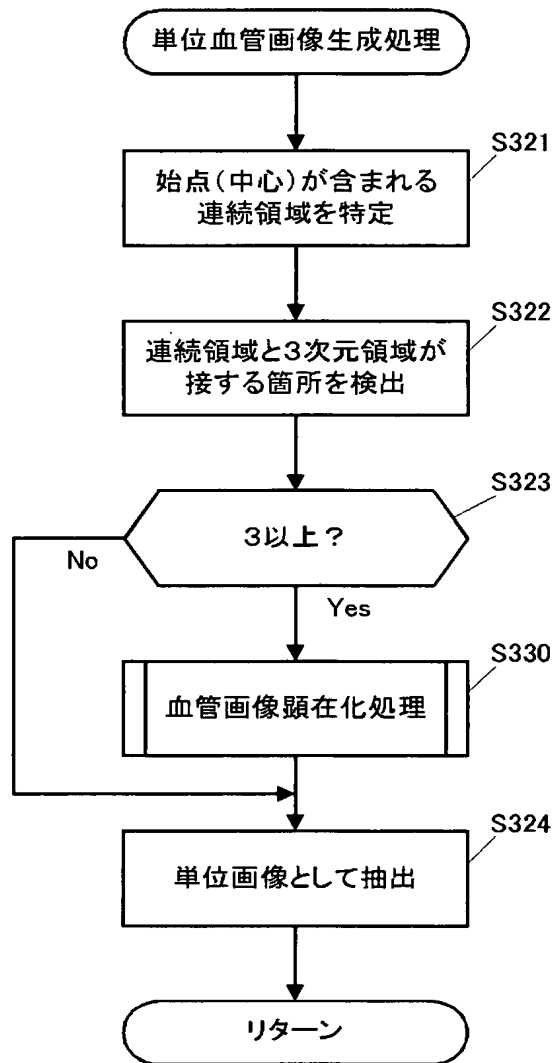 単位血管画像生成処理
S321
始点(中心)が含まれる
連続領域を特定
S322
連続領域と3次元領域が
接する箇所を検出
S323
3以上?
No
Yes
S330
血管画像顕在化処理
S324
単位画像として抽出
リターン